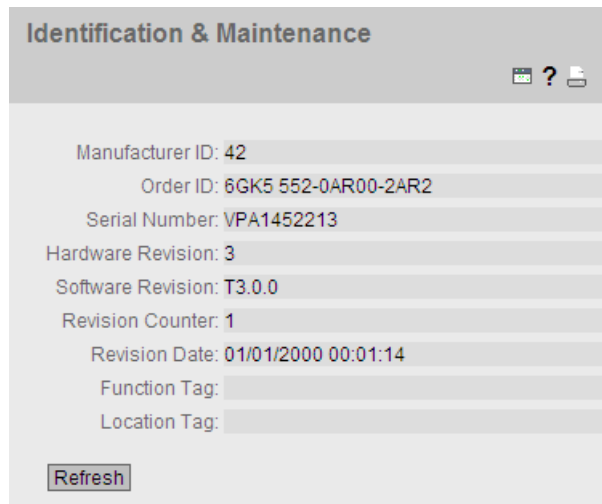 Identification & Maintenance
?
Manufacturer ID: 42
Order ID: 6GK5 552-0AR00-2AR2
Serial Number: VPA1452213
Hardware Revision: 3
Software Revision: T3.0.0
Revision Counter: 1
Revision Date: 01/01/2000 00:01:14
Function Tag:
Location Tag:
Refresh